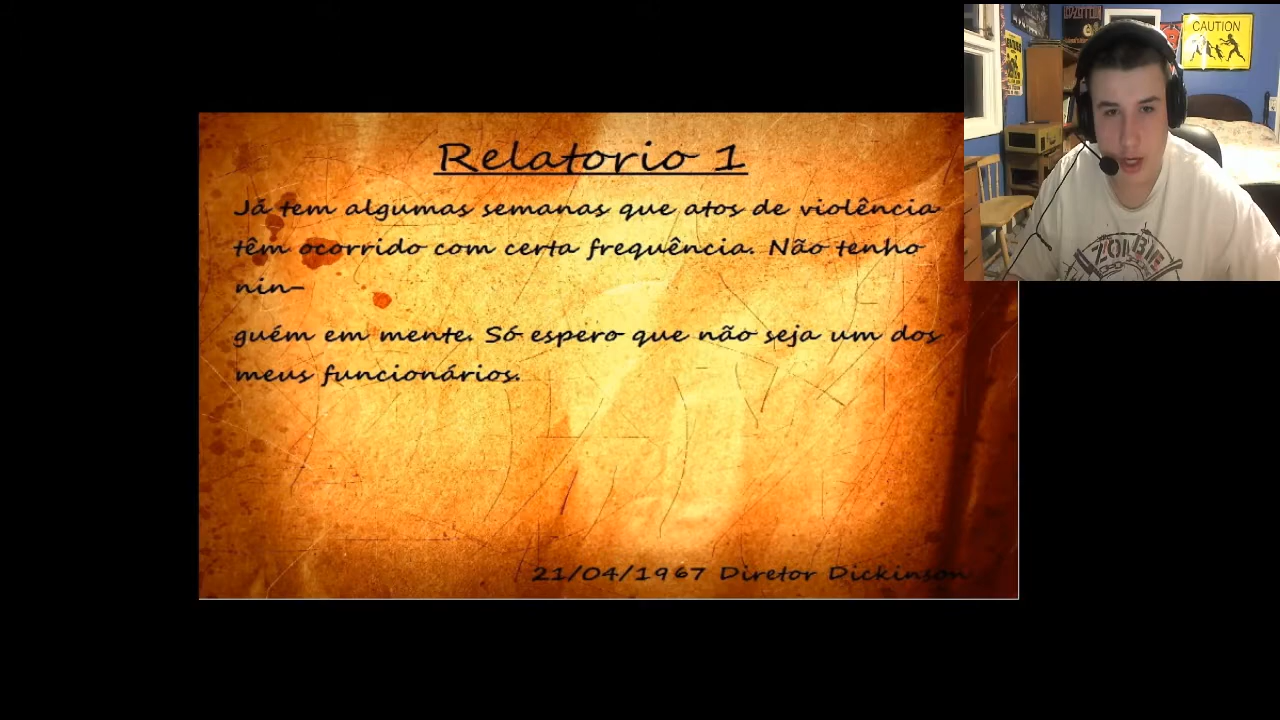 Relatorio 1
Já tem algumas semanas que atos de violência
têm ocorrido com certa frequência. Não tenho
nin-
guém em mente. Só espero que não seja um dos
meus funcionários.
21/04/1967 Diretor Dickinson
CAUTION
ZOMBIE